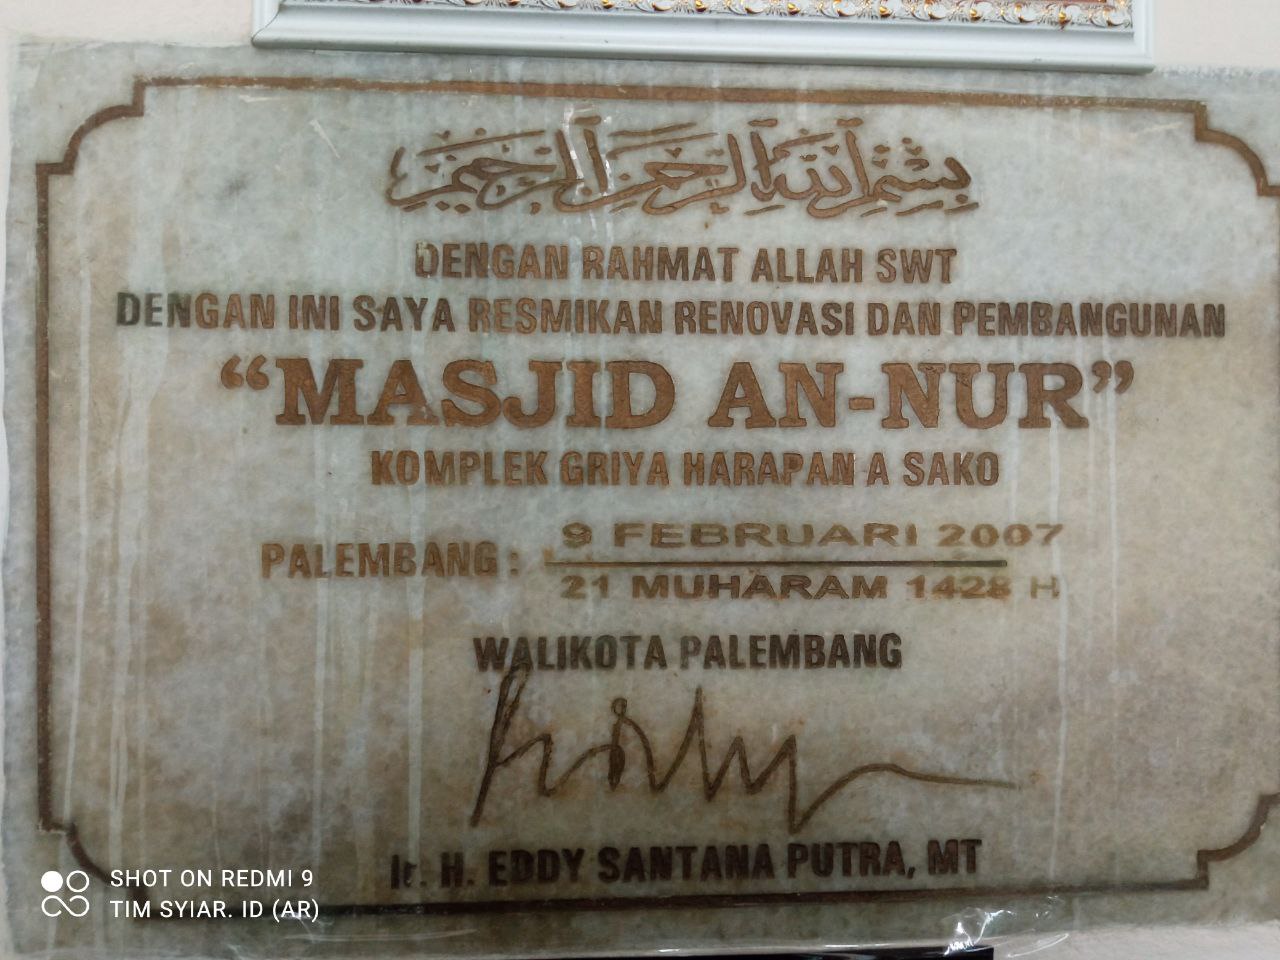 بسم الله الرحمن الرحيم
DENGAN RAHMAT ALLAH SWT
DENGAN INI SAYA RESMIKAN RENOVASI DAN PEMBANGUNAN
“MASJID AN-NUR”
KOMPLEK GRIYA HARAPAN A SAKO
PALEMBANG : 9 FEBRUARI 2007
21 MUHARAM 1428 H
WALIKOTA PALEMBANG
Ir. H. EDDY SANTANA PUTRA, MT
SHOT ON REDMI 9
TIM SYIAR. ID (AR)